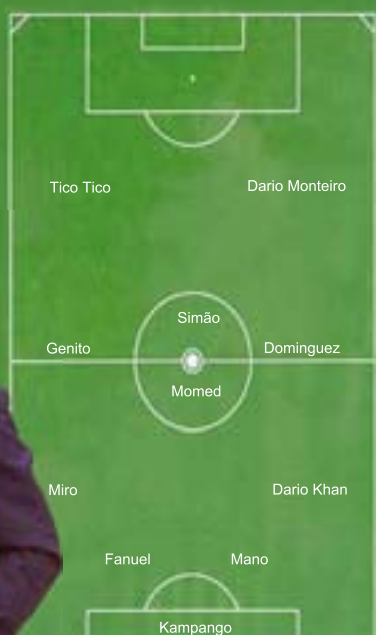 Tico Tico
Dario Monteiro
Simão
Genito
Dominguez
Momed
Miro
Dario Khan
Fanuel
Mano
Kampango